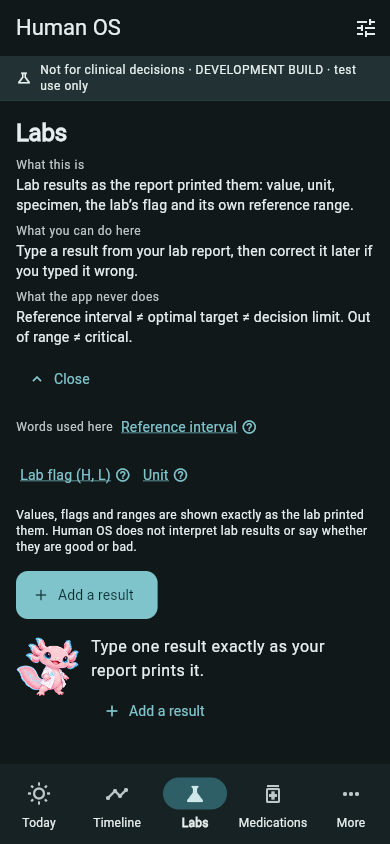 Human OS
Not for clinical decisions · DEVELOPMENT BUILD · test
use only
Labs
What this is
Lab results as the report printed them: value, unit,
specimen, the lab’s flag and its own reference range.
What you can do here
Type a result from your lab report, then correct it later if
you typed it wrong.
What the app never does
Reference interval ≠ optimal target ≠ decision limit. Out
of range ≠ critical.
Close
Words used here Reference interval
Lab flag (H, L) Unit
Values, flags and ranges are shown exactly as the lab printed
them. Human OS does not interpret lab results or say whether
they are good or bad.
+ Add a result
Type one result exactly as your
report prints it.
+ Add a result
Today Timeline Labs Medications More